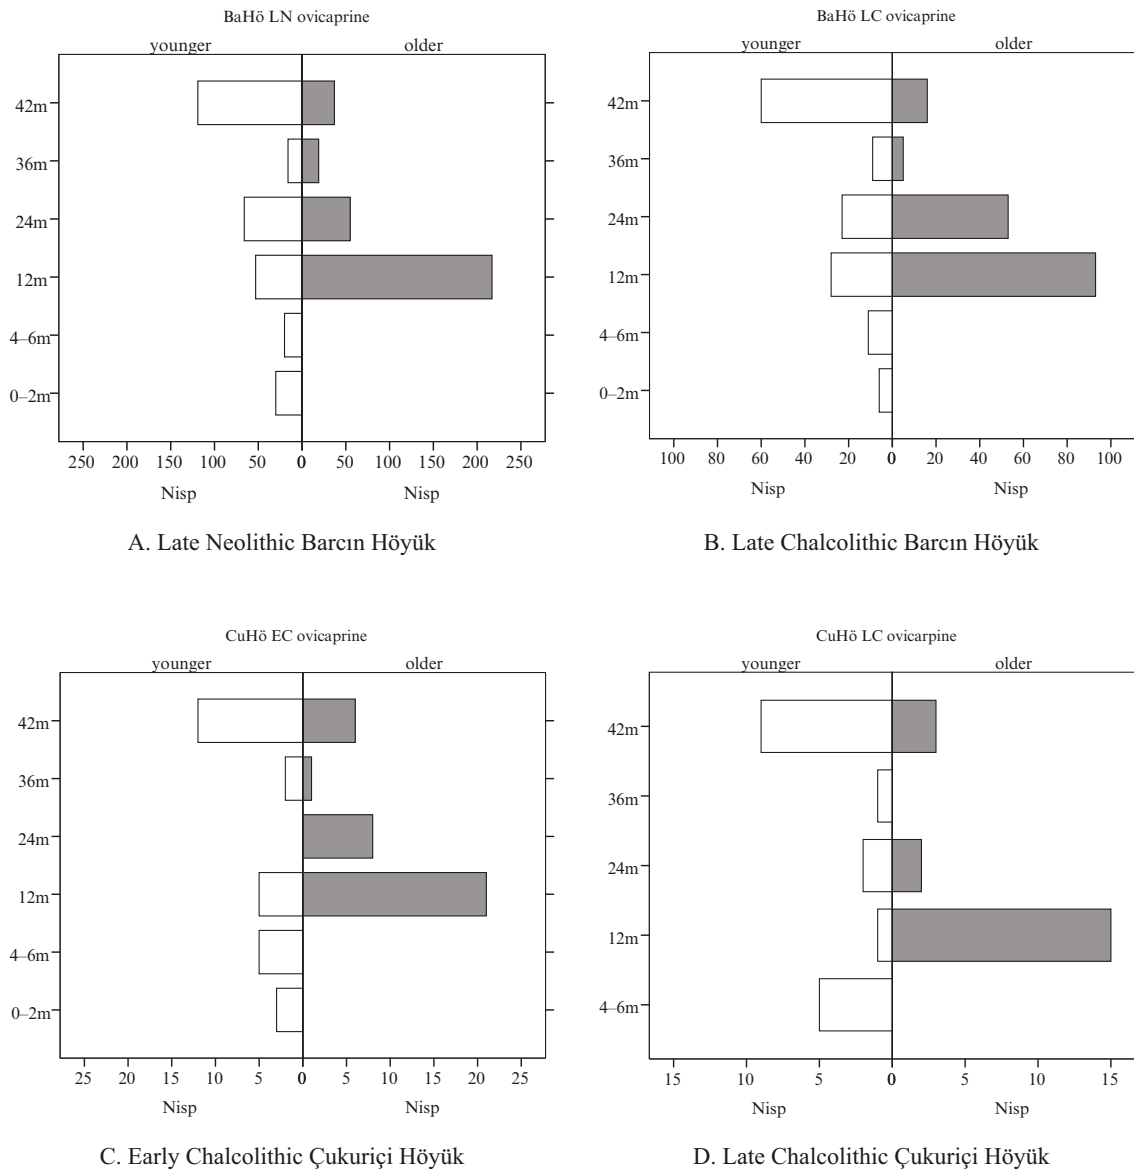 BaHö LN ovicaprine
younger older
42m
36m
24m
12m
4–6m
0–2m
250 200 150 100 50 0 50 100 150 200 250
Nisp Nisp
A. Late Neolithic Barcın Höyük
BaHö LC ovicaprine
younger older
42m
36m
24m
12m
4–6m
0–2m
100 80 60 40 20 0 20 40 60 80 100
Nisp Nisp
B. Late Chalcolithic Barcın Höyük
CuHö EC ovicaprine
younger older
42m
36m
24m
12m
4–6m
0–2m
25 20 15 10 5 0 5 10 15 20 25
Nisp Nisp
C. Early Chalcolithic Çukuriçi Höyük
CuHö LC ovicarpine
younger older
42m
36m
24m
12m
4–6m
15 10 5 0 5 10 15
Nisp Nisp
D. Late Chalcolithic Çukuriçi Höyük